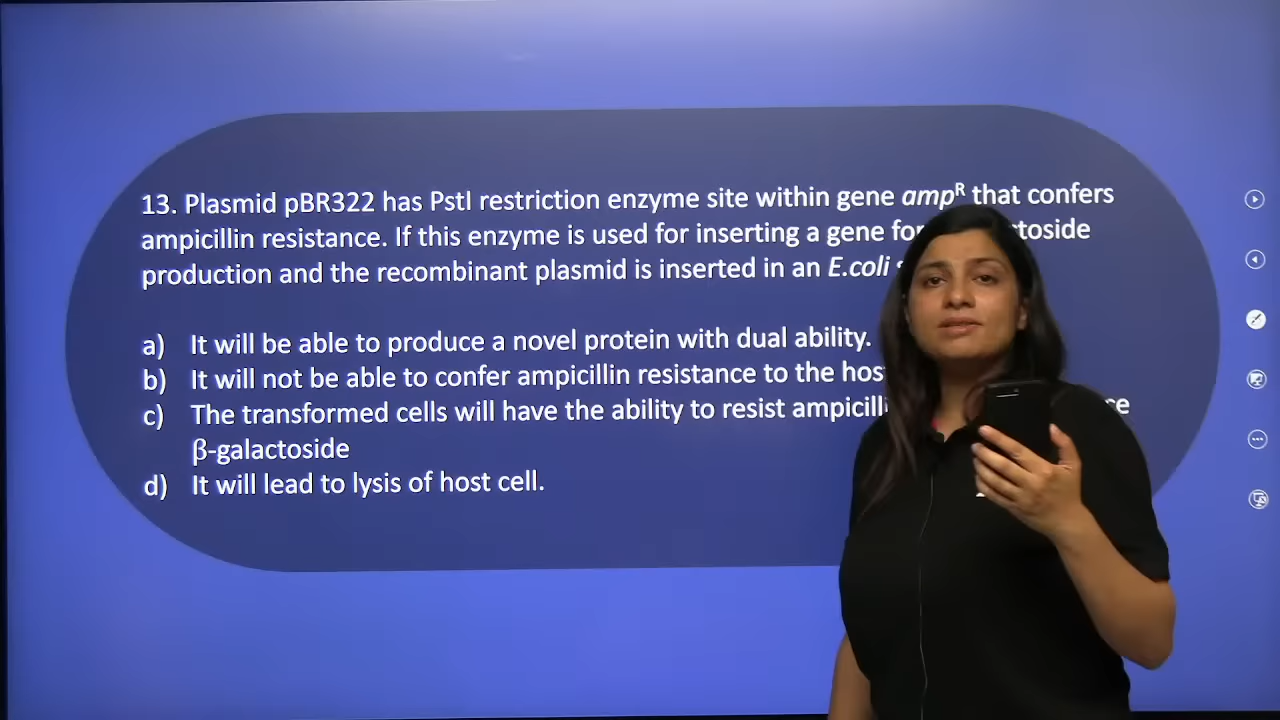 13. Plasmid pBR322 has PstI restriction enzyme site within gene ampᴿ that confers
ampicillin resistance. If this enzyme is used for inserting a gene for
production and the recombinant plasmid is inserted in an E.coli
a) It will be able to produce a novel protein with dual ability.
b) It will not be able to confer ampicillin resistance to the
c) The transformed cells will have the ability to resist
β-galactoside
d) It will lead to lysis of host cell.